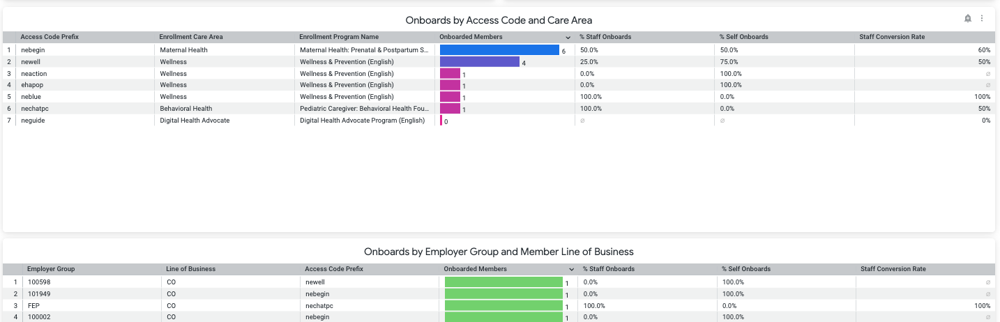 Onboards by Access Code and Care Area
Access Code Prefix Enrollment Care Area Enrollment Program Name Onboarded Members % Staff Onboards % Self Onboards Staff Conversion Rate
1 nebegin Maternal Health Maternal Health: Prenatal & Postpartum S... 6 50.0% 50.0% 60%
2 newell Wellness Wellness & Prevention (English) 4 25.0% 75.0% 50%
3 neaction Wellness Wellness & Prevention (English) 1 0.0% 100.0% ∅
4 ehapop Wellness Wellness & Prevention (English) 1 0.0% 100.0% ∅
5 neblue Wellness Wellness & Prevention (English) 1 100.0% 0.0% 100%
6 nechatpc Behavioral Health Pediatric Caregiver: Behavioral Health Fou... 1 100.0% 0.0% 50%
7 neguide Digital Health Advocate Digital Health Advocate Program (English) 0 ∅ ∅ 0%
Onboards by Employer Group and Member Line of Business
Employer Group Line of Business Access Code Prefix Onboarded Members % Staff Onboards % Self Onboards Staff Conversion Rate
1 100598 CO newell 1 0.0% 100.0% ∅
2 101949 CO nebegin 1 0.0% 100.0% ∅
3 FEP CO nechatpc 1 100.0% 0.0% 100%
4 100002 CO nebegin 1 0.0% 100.0% ∅